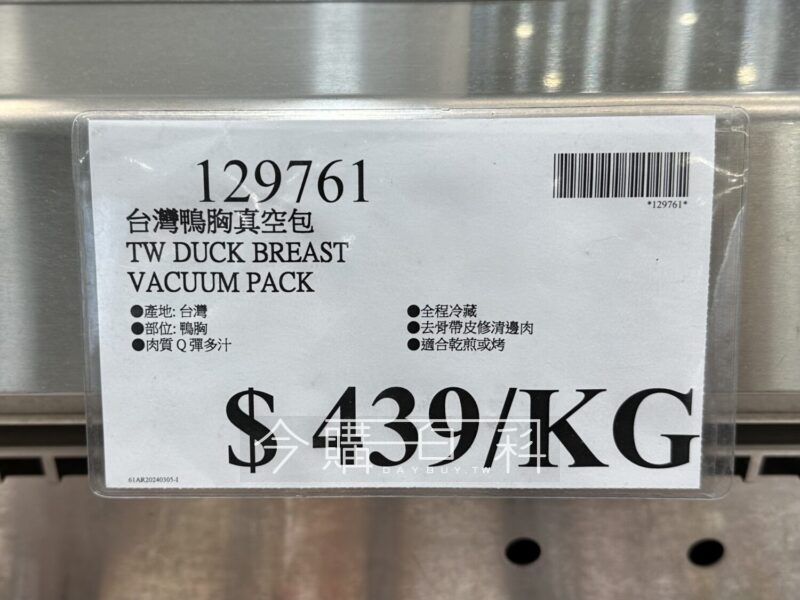 129761
*129761*
台灣鴨胸真空包
TW DUCK BREAST
VACUUM PACK
●產地: 台灣
●部位: 鴨胸
●肉質 Q 彈多汁
●全程冷藏
●去骨帶皮修清邊肉
●適合乾煎或烤
$ 439/KG
今購百科
TODAYBUY.TW
61AR20240305-1